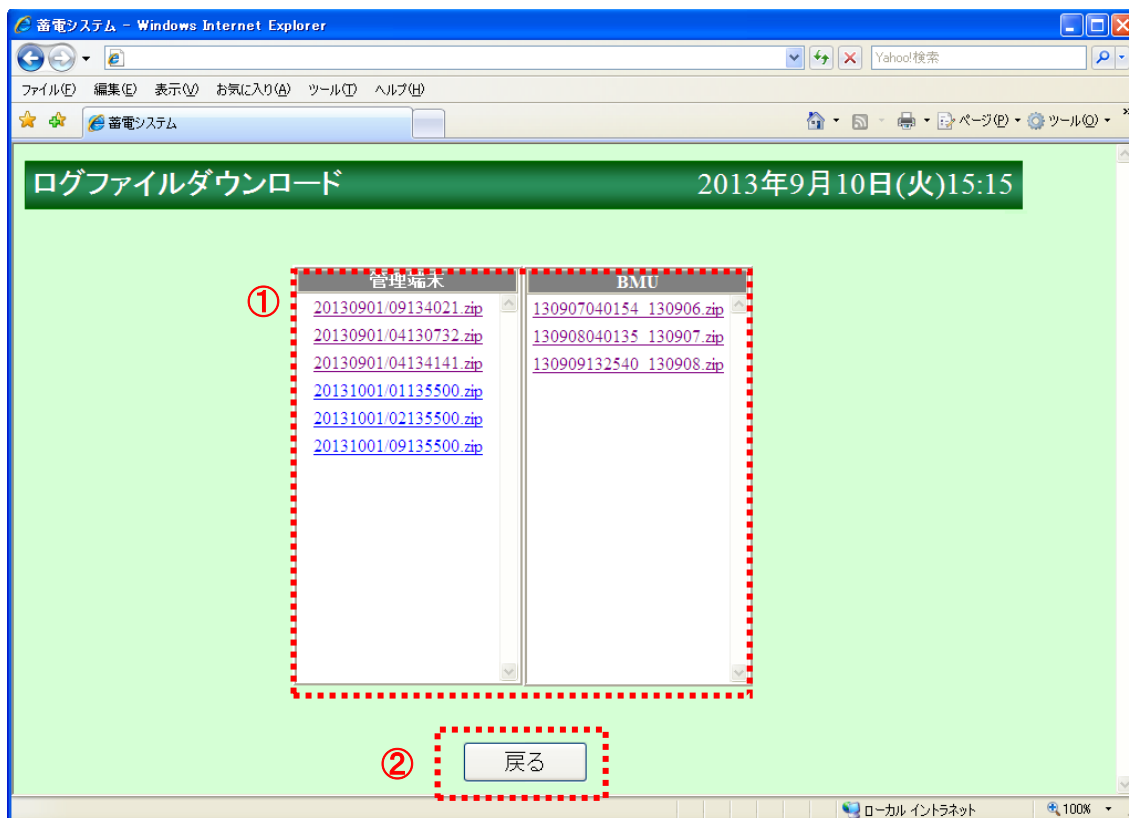 蓄電システム - Windows Internet Explorer
Yahoo!検索
ファイル(F) 編集(E) 表示(V) お気に入り(A) ツール(T) ヘルプ(H)
蓄電システム
ページ(P) ツール(O)
ログファイルダウンロード 2013年9月10日(火)15:15
①
管理端末
20130901/09134021.zip
20130901/04130732.zip
20130901/04134141.zip
20131001/01135500.zip
20131001/02135500.zip
20131001/09135500.zip
BMU
130907040154_130906.zip
130908040135_130907.zip
130909132540_130908.zip
②
戻る
ローカル イントラネット 100%